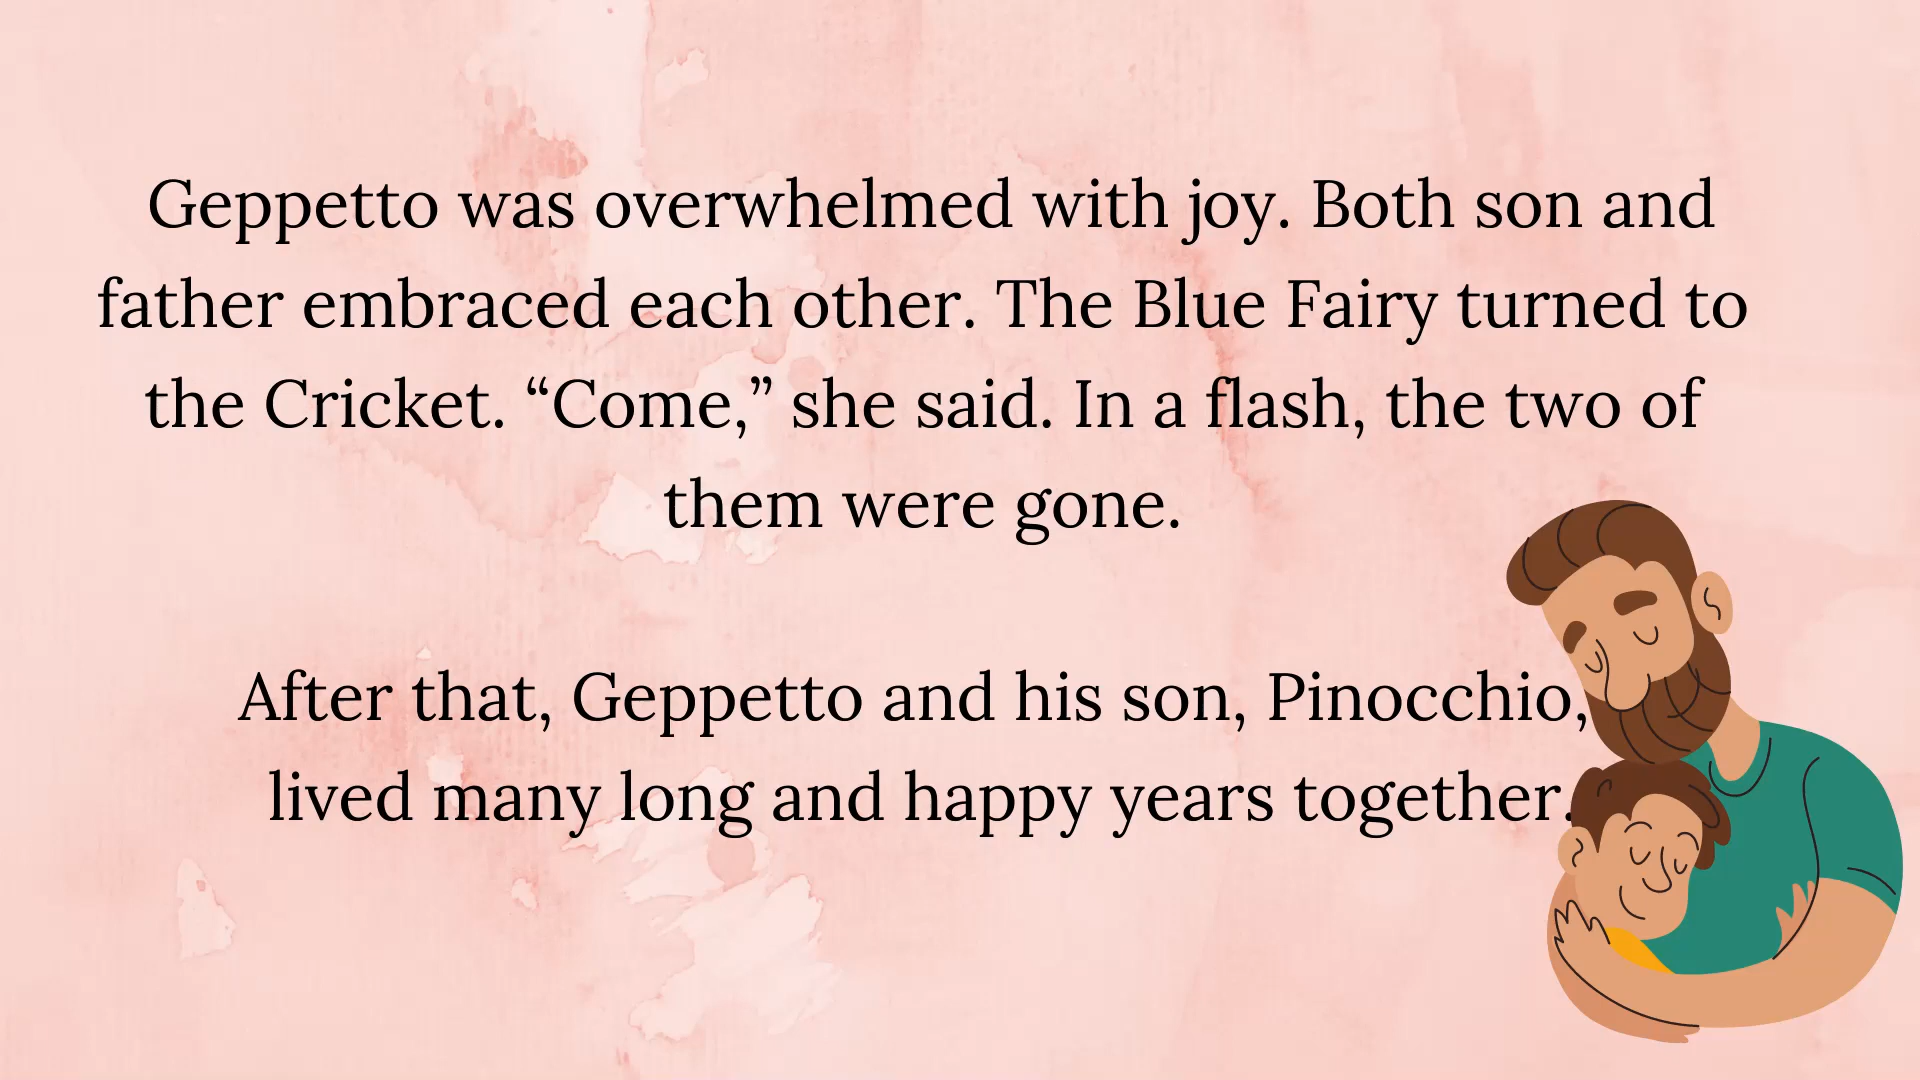 Geppetto was overwhelmed with joy. Both son and
father embraced each other. The Blue Fairy turned to
the Cricket. “Come,” she said. In a flash, the two of
them were gone.
After that, Geppetto and his son, Pinocchio,
lived many long and happy years together.